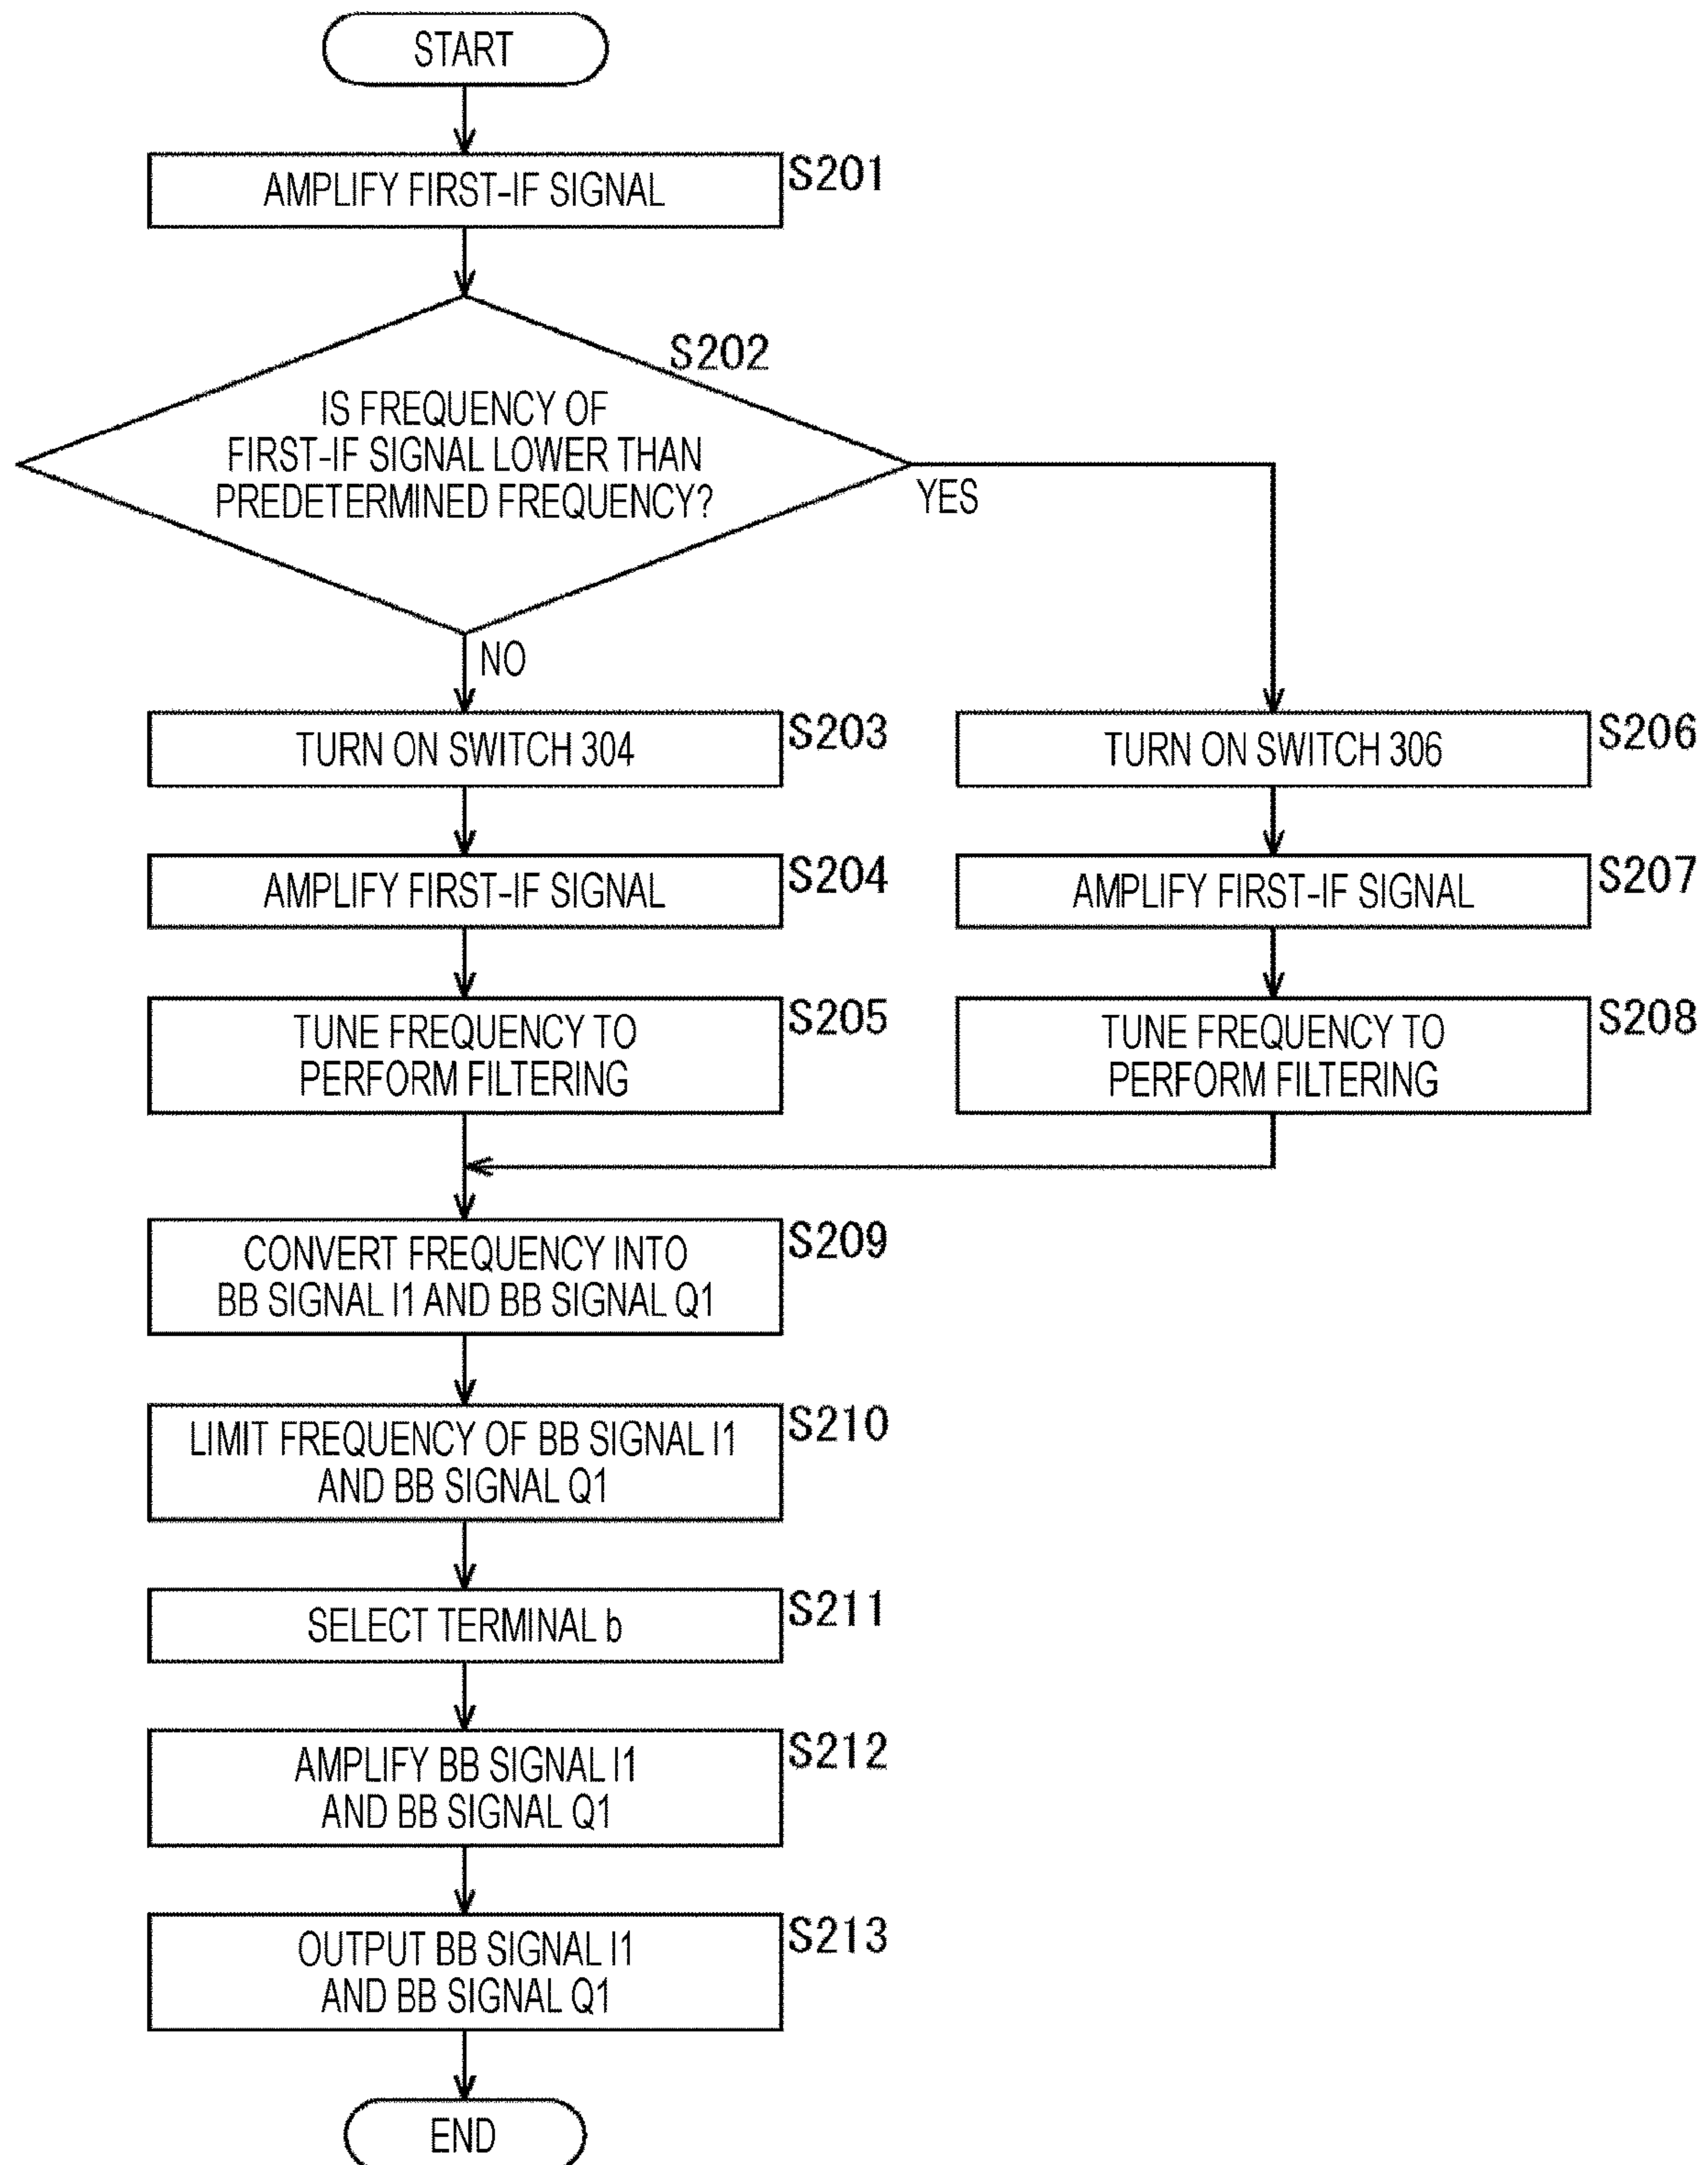 START
AMPLIFY FIRST-IF SIGNAL
S201
S202
IS FREQUENCY OF
FIRST-IF SIGNAL LOWER THAN
PREDETERMINED FREQUENCY?
YES
NO
TURN ON SWITCH 304
S203
TURN ON SWITCH 306
S206
AMPLIFY FIRST-IF SIGNAL
S204
AMPLIFY FIRST-IF SIGNAL
S207
TUNE FREQUENCY TO
PERFORM FILTERING
S205
TUNE FREQUENCY TO
PERFORM FILTERING
S208
CONVERT FREQUENCY INTO
BB SIGNAL I1 AND BB SIGNAL Q1
S209
LIMIT FREQUENCY OF BB SIGNAL I1
AND BB SIGNAL Q1
S210
SELECT TERMINAL b
S211
AMPLIFY BB SIGNAL I1
AND BB SIGNAL Q1
S212
OUTPUT BB SIGNAL I1
AND BB SIGNAL Q1
S213
END